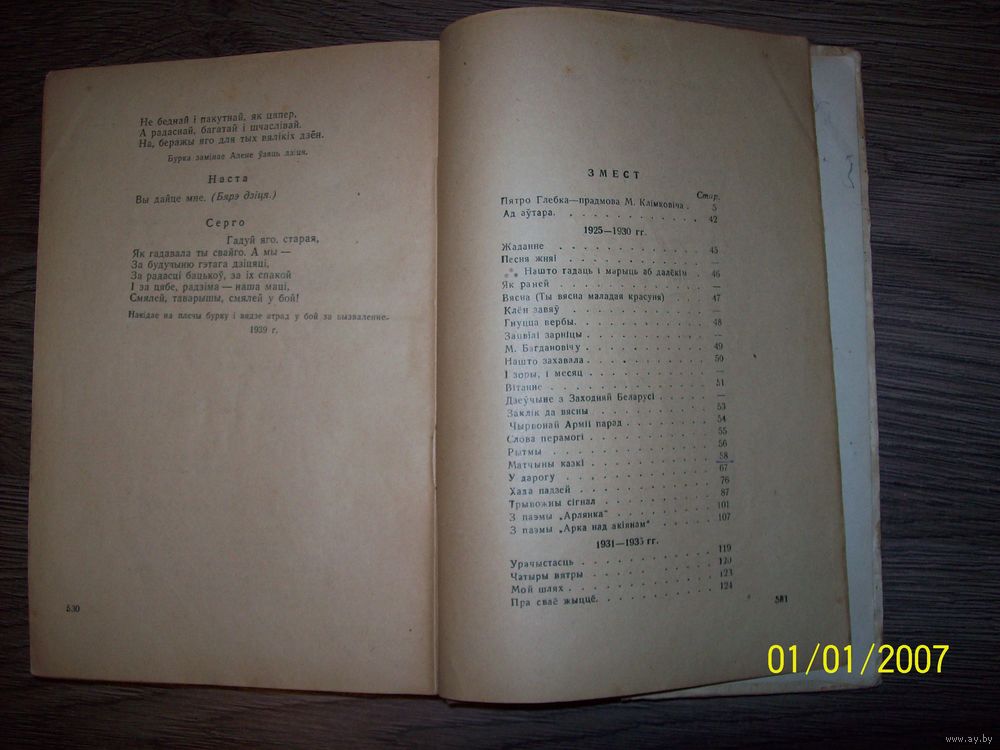 Не беднай і пакутнай, як цяпер,
А радаснай, багатай і шчаслівай.
На, беражы яго для тых вялікіх дзён.
Бурка замінае Алене ўзяць дзіця.
Наста
Вы дайце мне. (Бярэ дзіця.)
Серго
Гадуй яго, старая,
Як гадавала ты свайго. А мы —
За будучыню гэтага дзіцяці,
За радасці бацькоў, за іх спакой
І за цябе, радзіма — наша маці,
Смялей, таварышы, смялей у бой!
Накідае на плечы бурку і вядзе атрад у бой за вызваленне.
1939 г.
530
ЗМЕСТ
Стар.
Пятро Глебка—прадмова М. Клімковіча . 5
Ад аўтара. . . . . . . . . . 42
1925—1930 гг.
Жаданне . . . . . . . . . . 45
Песня жняі . . . . . . . . . . —
⁂ Нашто гадаць і марыць аб далёкім . 46
Як раней . . . . . . . . . . —
Вясна (Ты вясна маладая красуня) . . . . 47
Клён завяў . . . . . . . . . . —
Гнуцца вербы. . . . . . . . . . 48
Зацвілі зарніцы . . . . . . . . . . —
М. Багдановічу . . . . . . . . . . 49
Нашто захавала . . . . . . . . . . 50
І зоры, і месяц . . . . . . . . . . —
Вітанне . . . . . . . . . . 51
Дзеўчыне з Заходняй Беларусі . . . . . —
Заклік да вясны . . . . . . . . . . 53
Чырвонай Арміі парад . . . . . . . . 54
Слова перамогі . . . . . . . . . . 55
Рытмы . . . . . . . . . . 56
Матчыны казкі . . . . . . . . . . 58
У дарогу . . . . . . . . . . 67
Хада падзей . . . . . . . . . . 76
Трывожны сігнал . . . . . . . . . . 87
З паэмы „Арлянка“ . . . . . . . . . . 101
З паэмы „Арка над акіянам“ . . . . . . . 107
1931—1935 гг.
Урачыстасць . . . . . . . . . . 119
Чатыры вятры . . . . . . . . . . 120
Мой шлях . . . . . . . . . . 123
Пра сваё жыццё. . . . . . . . . . 124
581
01/01/2007
www.ay.by